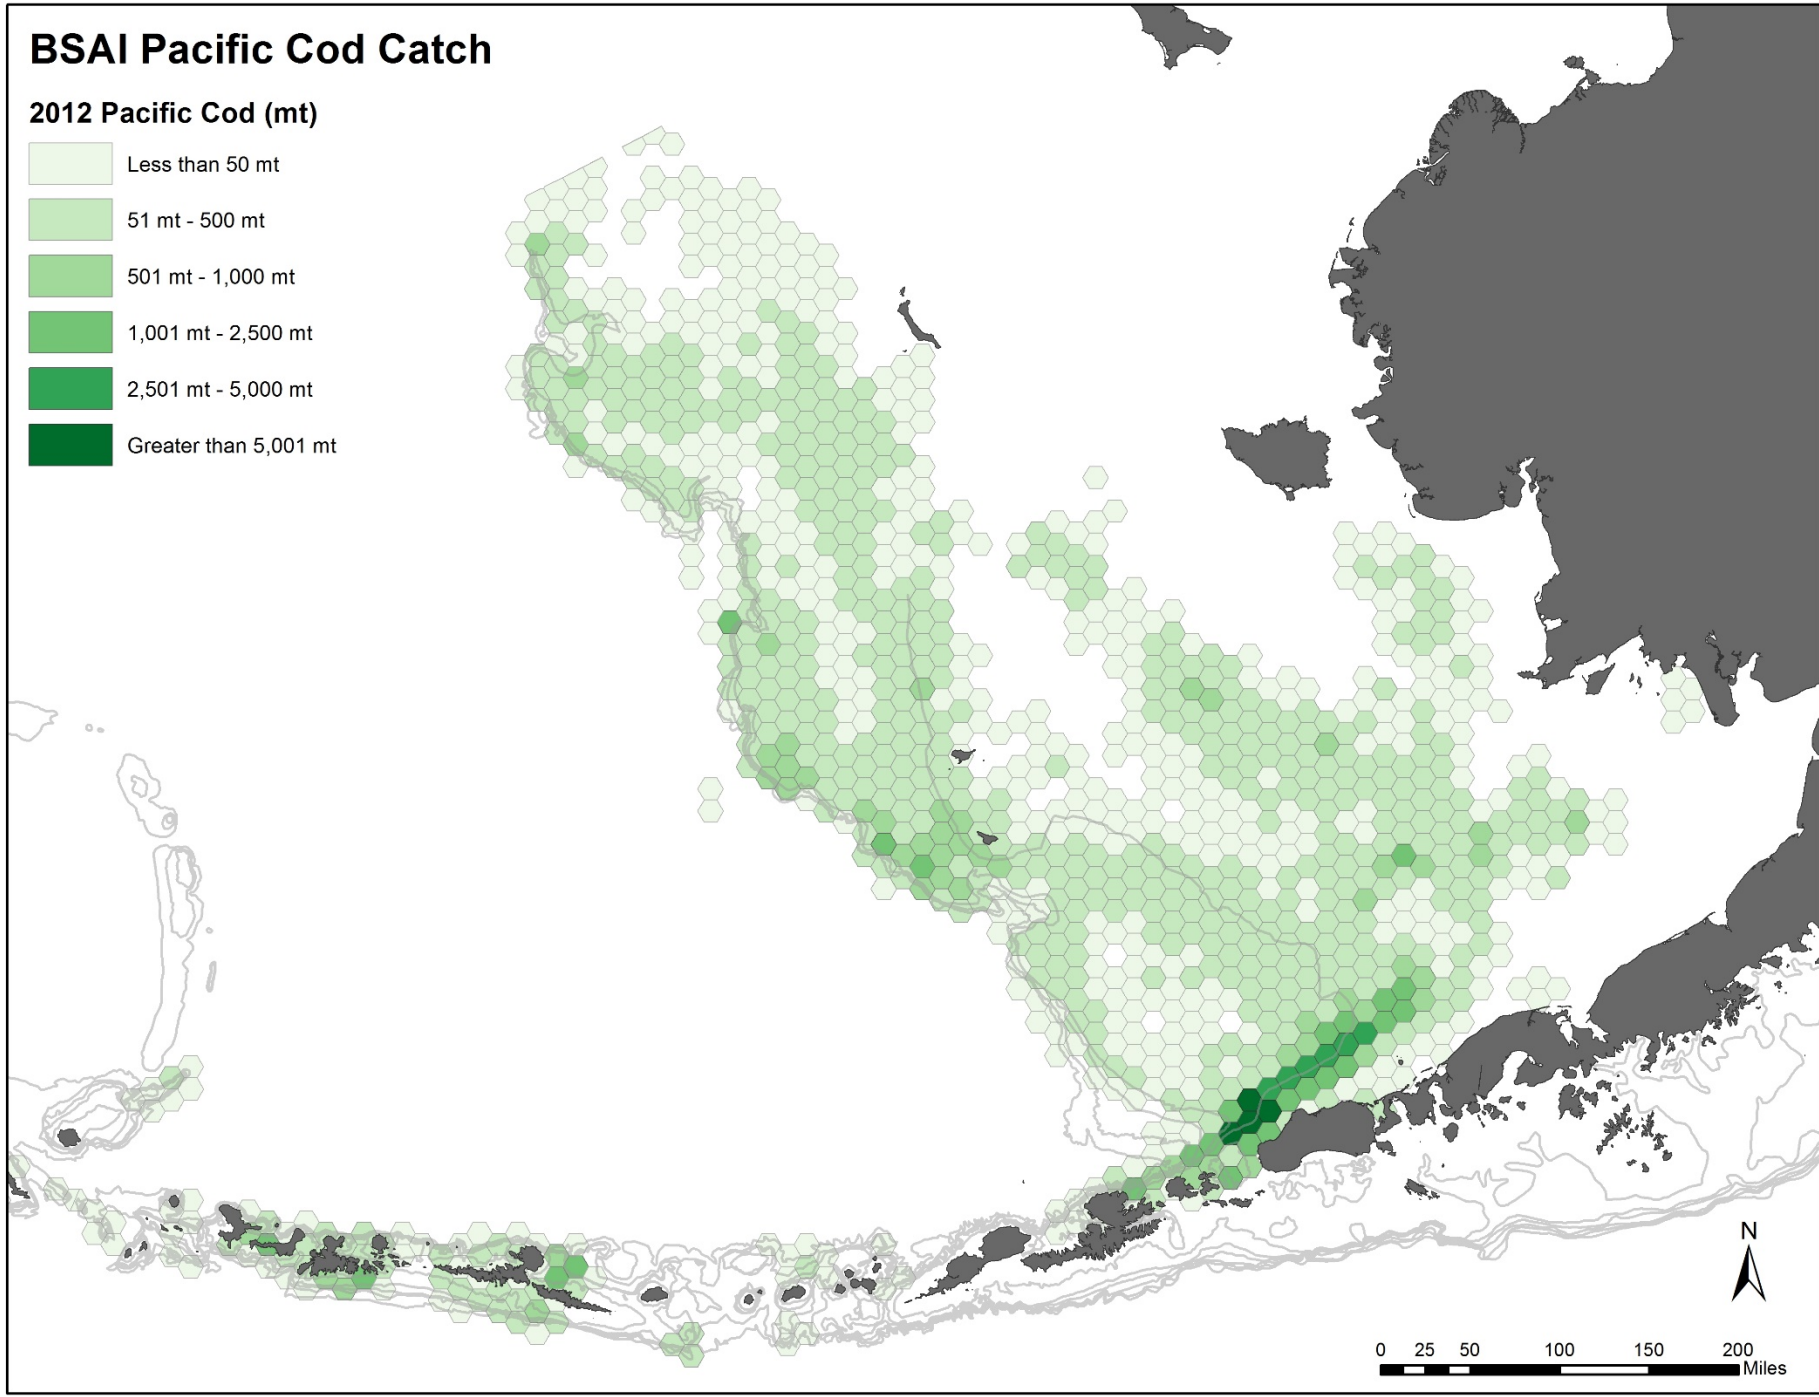 BSAI Pacific Cod Catch
2012 Pacific Cod (mt)
Less than 50 mt
51 mt - 500 mt
501 mt - 1,000 mt
1,001 mt - 2,500 mt
2,501 mt - 5,000 mt
Greater than 5,001 mt
N
0 25 50 100 150 200
Miles